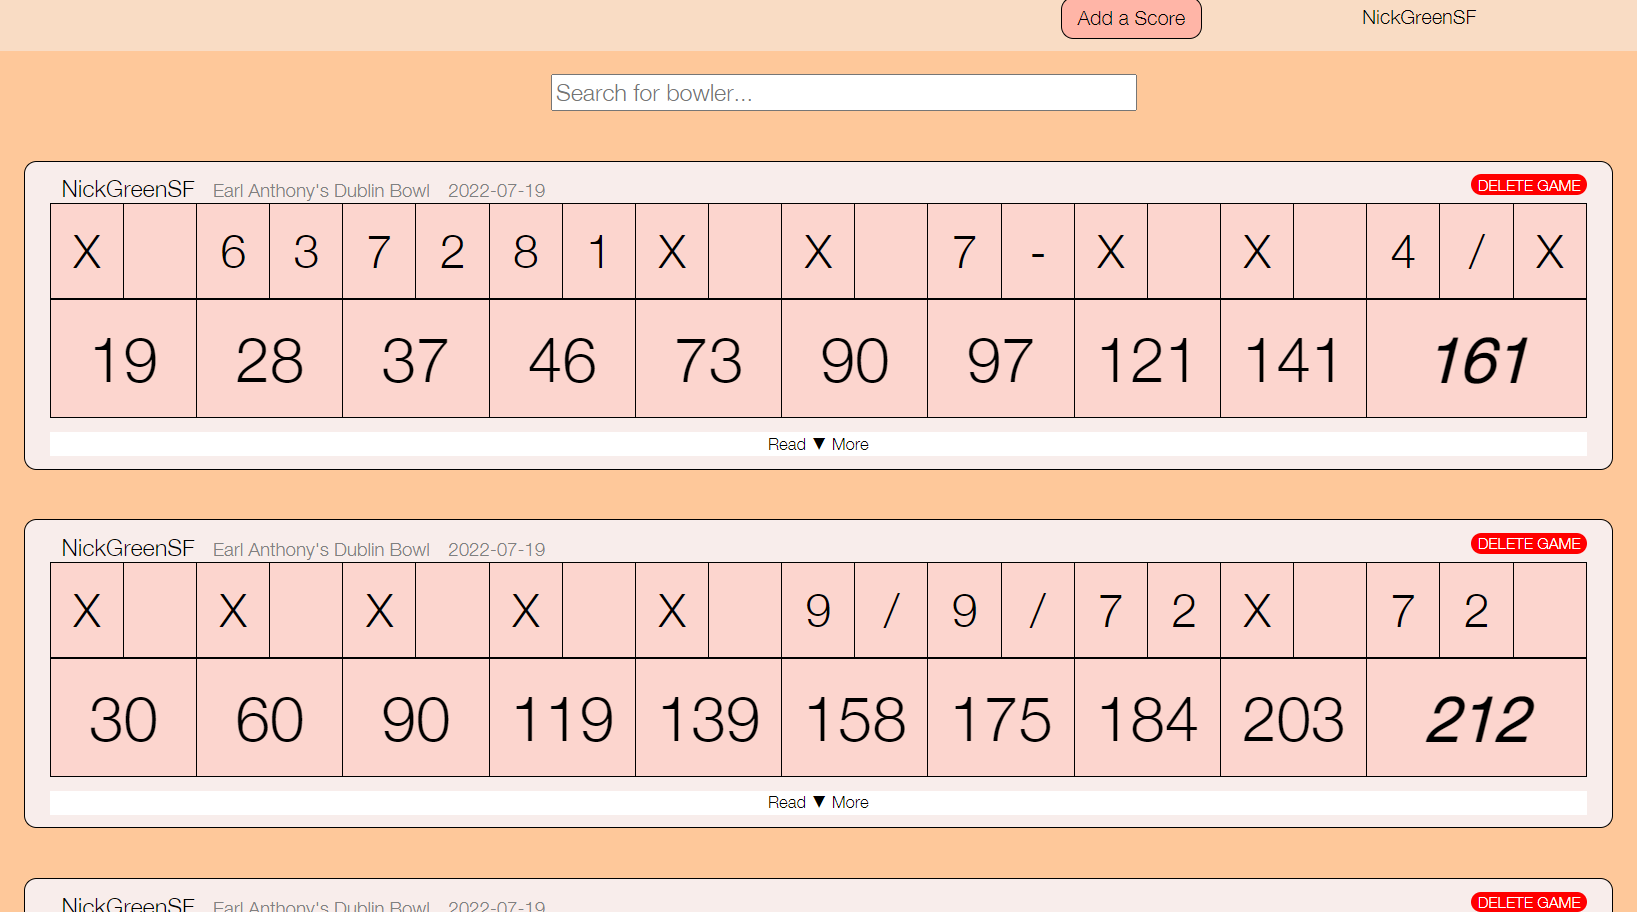 Add a Score NickGreenSF
Search for bowler...
NickGreenSF Earl Anthony's Dublin Bowl 2022-07-19 DELETE GAME
X 6 3 7 2 8 1 X X 7 - X X 4 / X
19 28 37 46 73 90 97 121 141 161
Read ▼ More
NickGreenSF Earl Anthony's Dublin Bowl 2022-07-19 DELETE GAME
X X X X X 9 / 9 / 7 2 X 7 2
30 60 90 119 139 158 175 184 203 212
Read ▼ More
NickGreenSF Earl Anthony's Dublin Bowl 2022-07-19 DELETE GAME